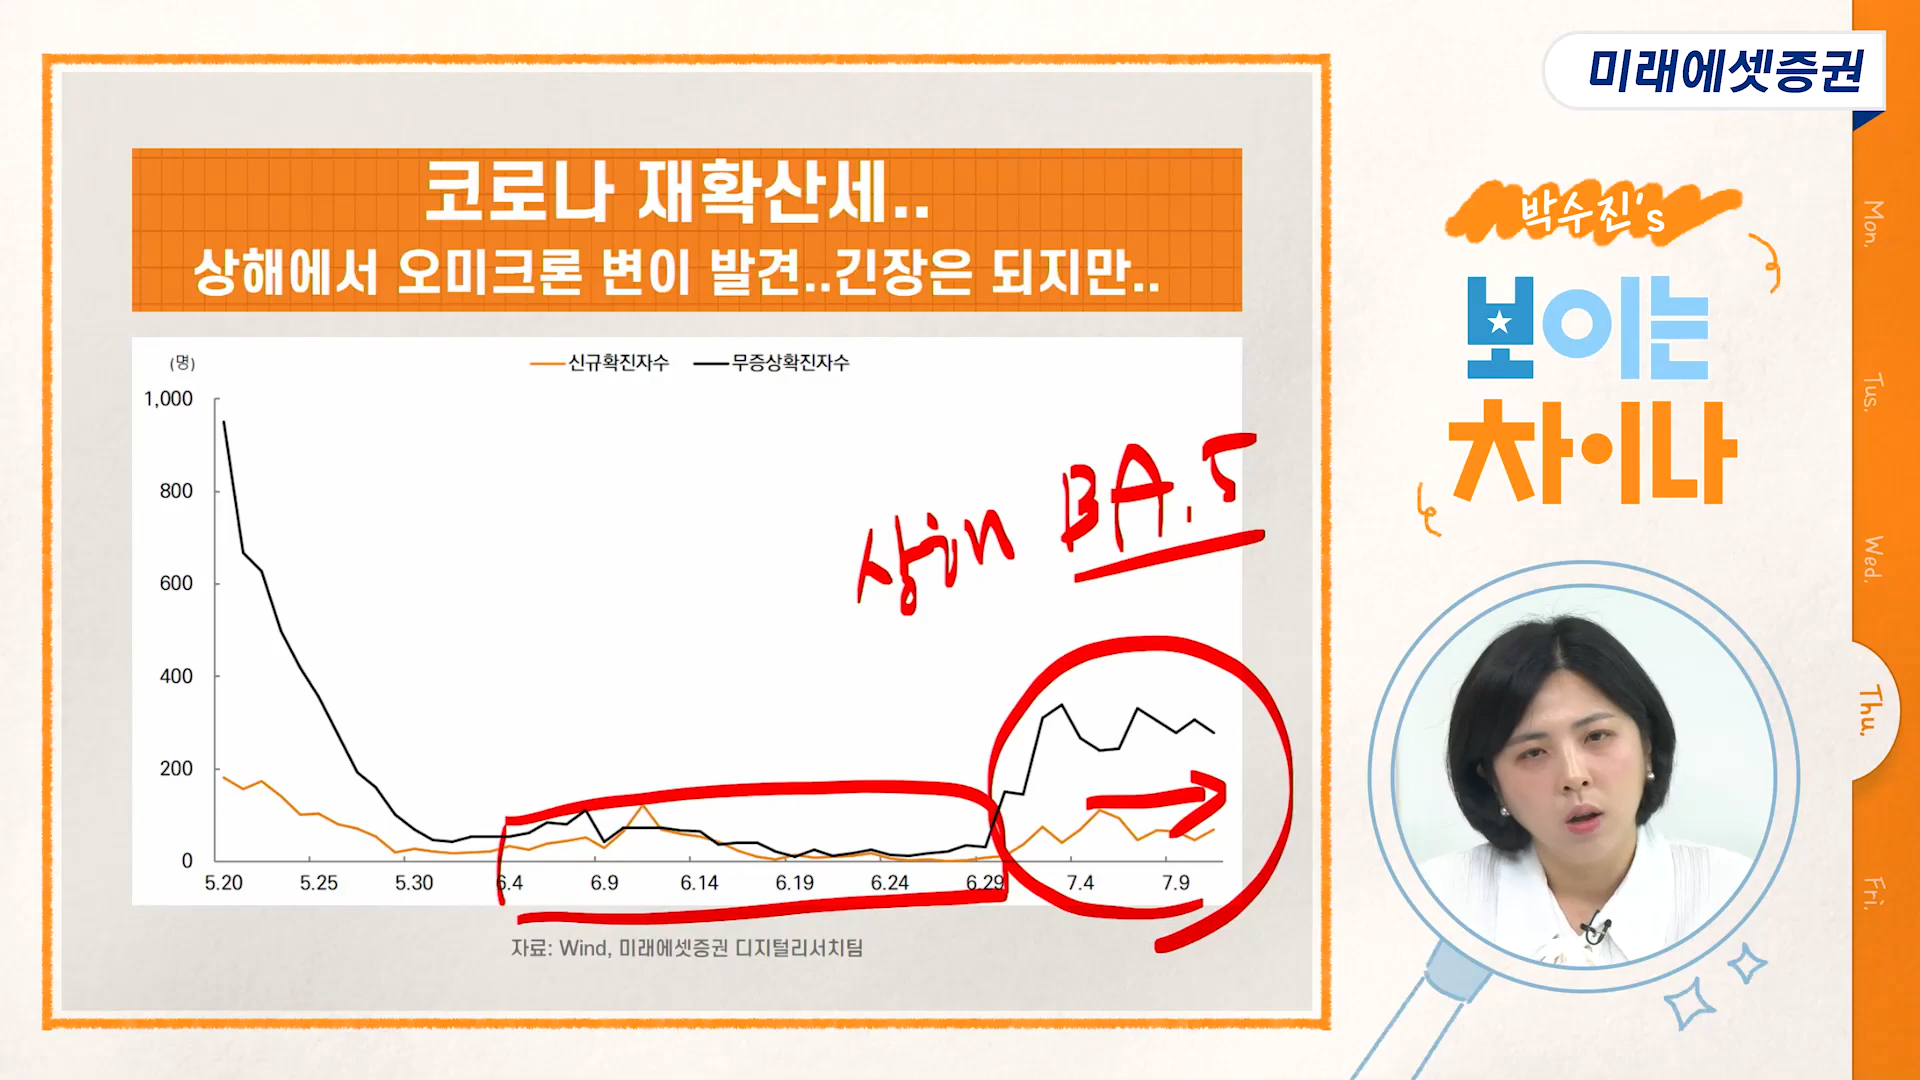 미래에셋증권
코로나 재확산세..
상해에서 오미크론 변이 발견..긴장은 되지만..
(명)
신규확진자수
무증상확진자수
1,000
800
600
400
200
0
5.20 5.25 5.30 6.4 6.9 6.14 6.19 6.24 6.29 7.4 7.9
상해 BA.5
자료: Wind, 미래에셋증권 디지털리서치팀
박수진's
보이는
차이나
Mon,
Tus,
Wed,
Thu,
Fri,